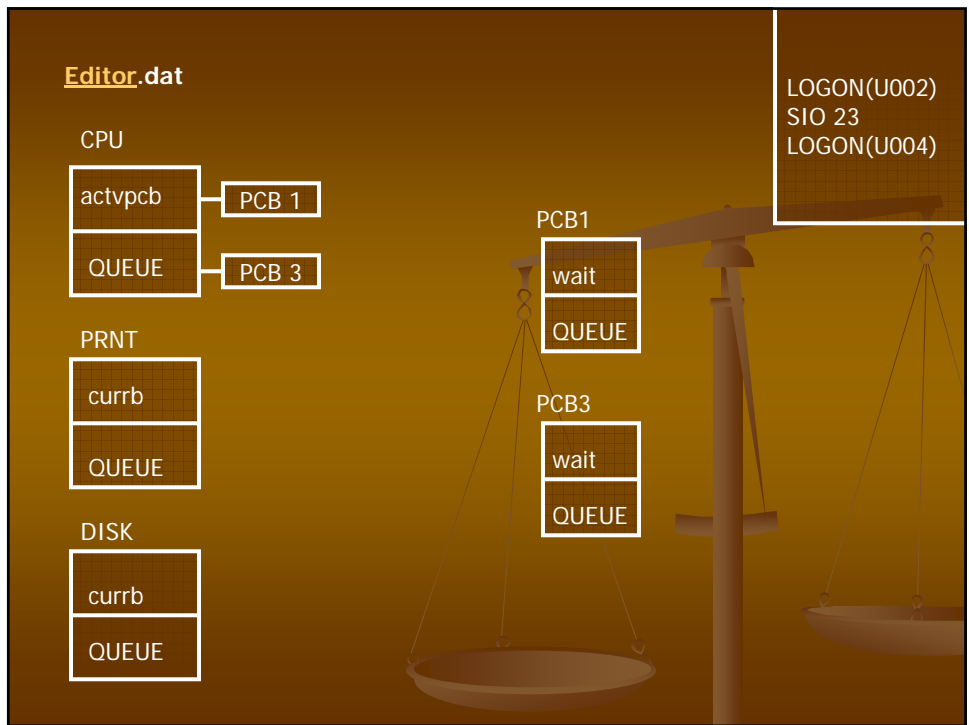 Editor.dat
LOGON(U002)
SIO 23
LOGON(U004)
CPU
actvpcb
PCB 1
QUEUE
PCB 3
PCB1
wait
QUEUE
PRNT
currb
QUEUE
PCB3
wait
QUEUE
DISK
currb
QUEUE